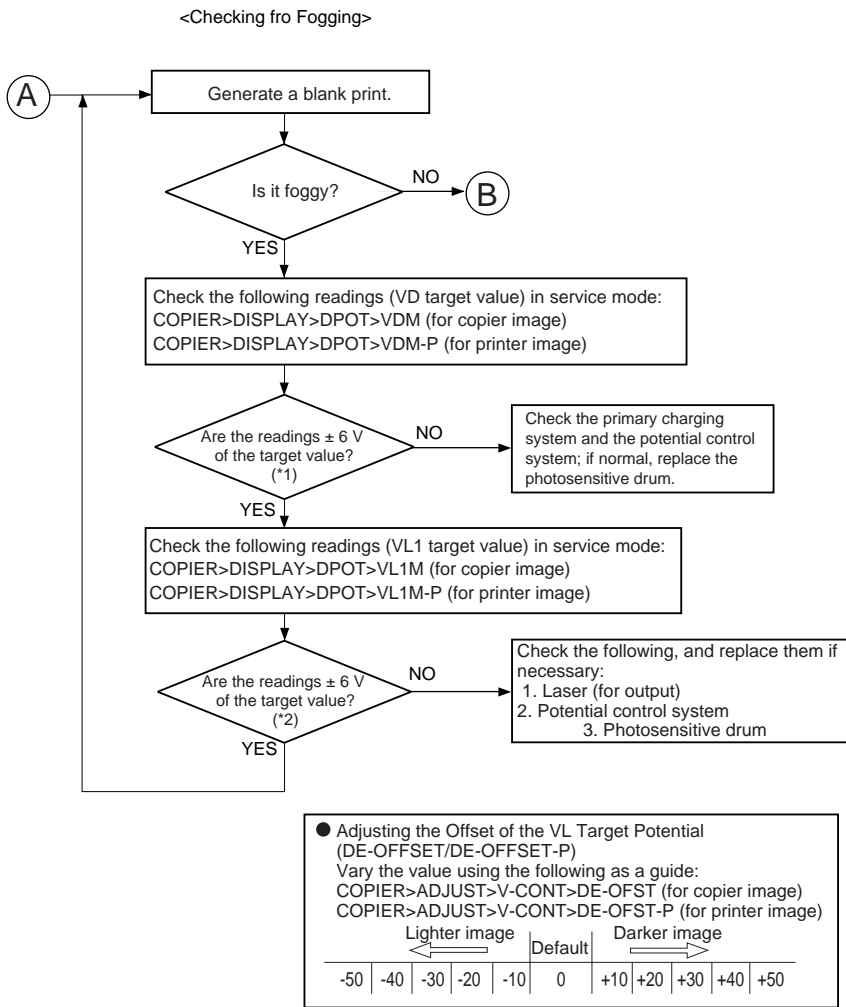 <Checking fro Fogging>
A
Generate a blank print.
Is it foggy?
NO
B
YES
Check the following readings (VD target value) in service mode:
COPIER>DISPLAY>DPOT>VDM (for copier image)
COPIER>DISPLAY>DPOT>VDM-P (for printer image)
Are the readings ± 6 V
of the target value?
(*1)
NO
Check the primary charging
system and the potential control
system; if normal, replace the
photosensitive drum.
YES
Check the following readings (VL1 target value) in service mode:
COPIER>DISPLAY>DPOT>VL1M (for copier image)
COPIER>DISPLAY>DPOT>VL1M-P (for printer image)
Are the readings ± 6 V
of the target value?
(*2)
NO
Check the following, and replace them if
necessary:
1. Laser (for output)
2. Potential control system
3. Photosensitive drum
YES
● Adjusting the Offset of the VL Target Potential
(DE-OFFSET/DE-OFFSET-P)
Vary the value using the following as a guide:
COPIER>ADJUST>V-CONT>DE-OFST (for copier image)
COPIER>ADJUST>V-CONT>DE-OFST-P (for printer image)
Lighter image Default Darker image
-50 -40 -30 -20 -10 0 +10 +20 +30 +40 +50